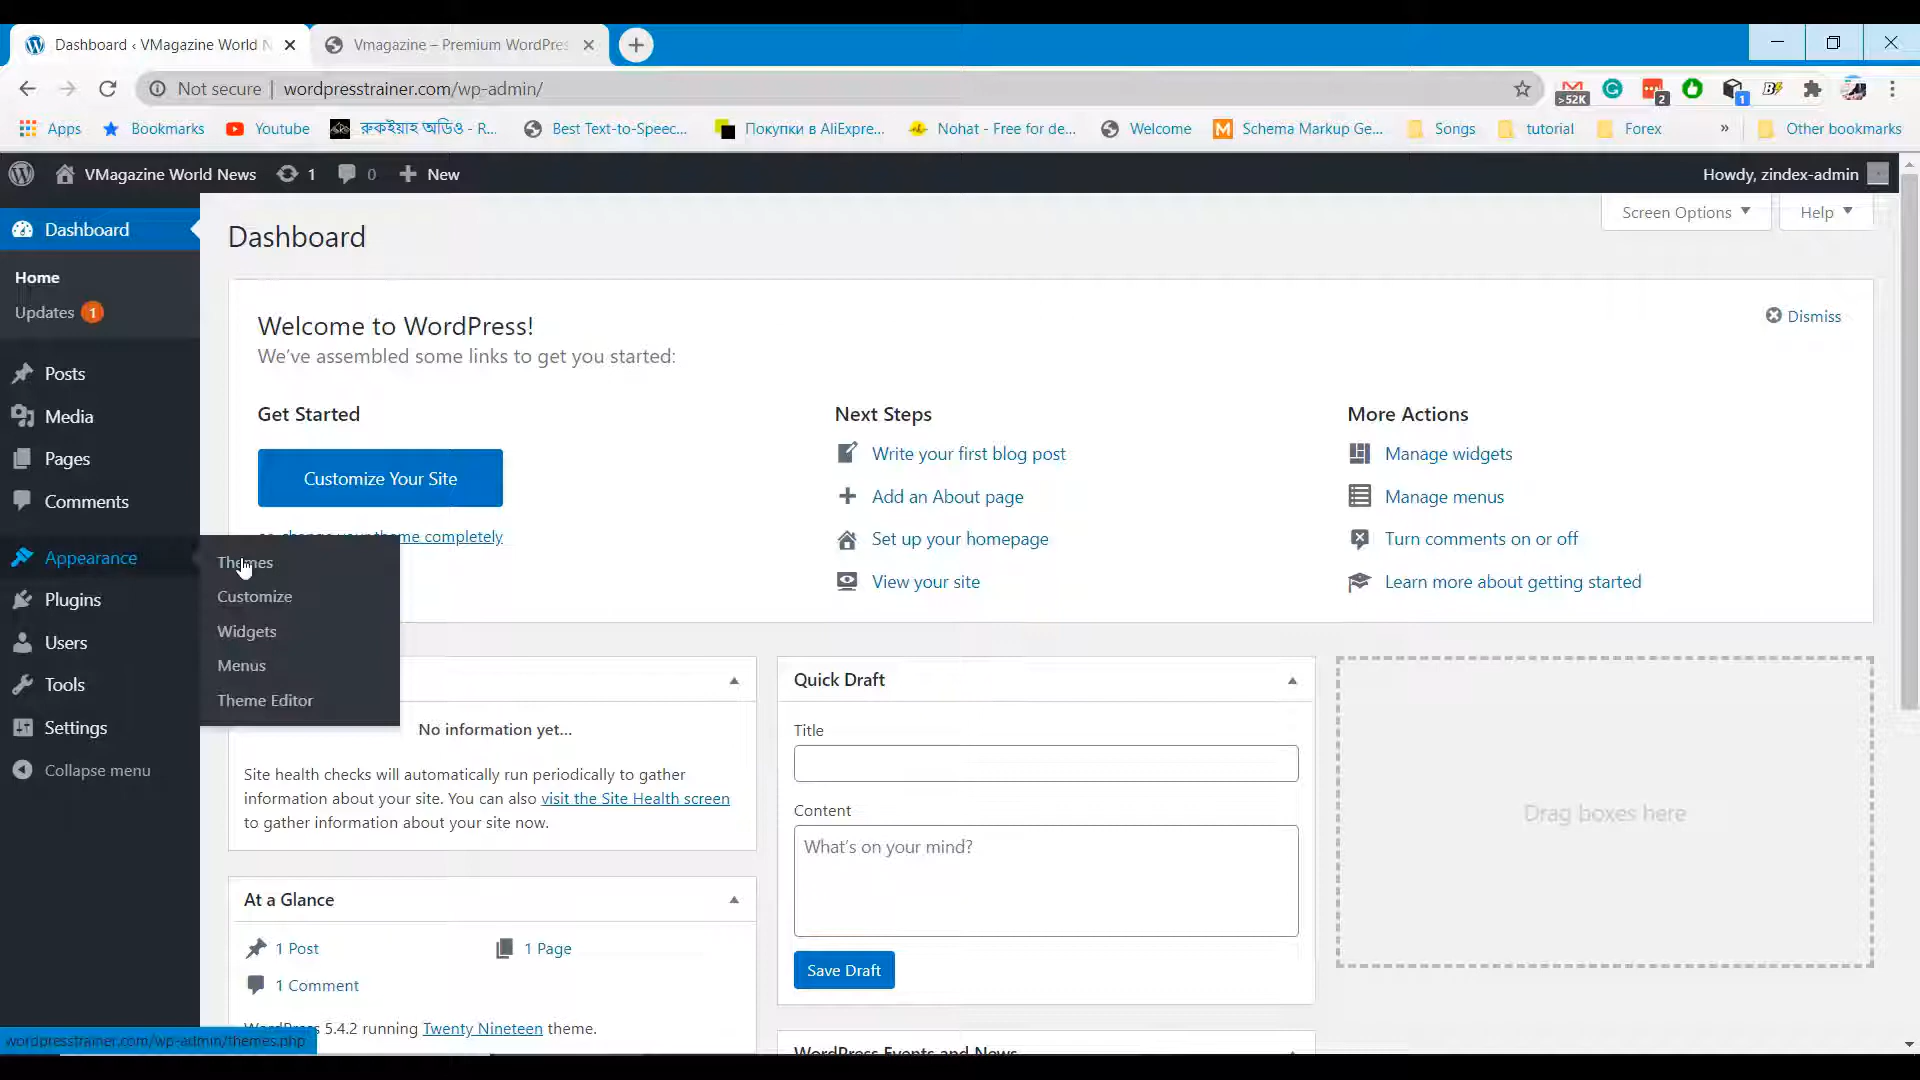 Dashboard ‹ VMagazine World N
Vmagazine – Premium WordPres
Not secure | wordpresstrainer.com/wp-admin/
>52K
2
1
Apps
Bookmarks
Youtube
রুকইয়াহ অডিও - R...
Best Text-to-Speec...
Покупки в AliExpre...
Nohat - Free for de...
Welcome
Schema Markup Ge...
Songs
tutorial
Forex
»
Other bookmarks
VMagazine World News
1
0
New
Howdy, zindex-admin
Dashboard
Home
Updates 1
Posts
Media
Pages
Comments
Appearance
Plugins
Users
Tools
Settings
Collapse menu
Themes
Customize
Widgets
Menus
Theme Editor
Screen Options
Help
Dashboard
Welcome to WordPress!
We've assembled some links to get you started:
Dismiss
Get Started
Customize Your Site
theme completely
Next Steps
Write your first blog post
Add an About page
Set up your homepage
View your site
More Actions
Manage widgets
Manage menus
Turn comments on or off
Learn more about getting started
No information yet...
Site health checks will automatically run periodically to gather
information about your site. You can also visit the Site Health screen
to gather information about your site now.
At a Glance
1 Post
1 Page
1 Comment
WordPress 5.4.2 running Twenty Nineteen theme.
Quick Draft
Title
Content
What's on your mind?
Save Draft
WordPress Events and News
Drag boxes here
wordpresstrainer.com/wp-admin/themes.php